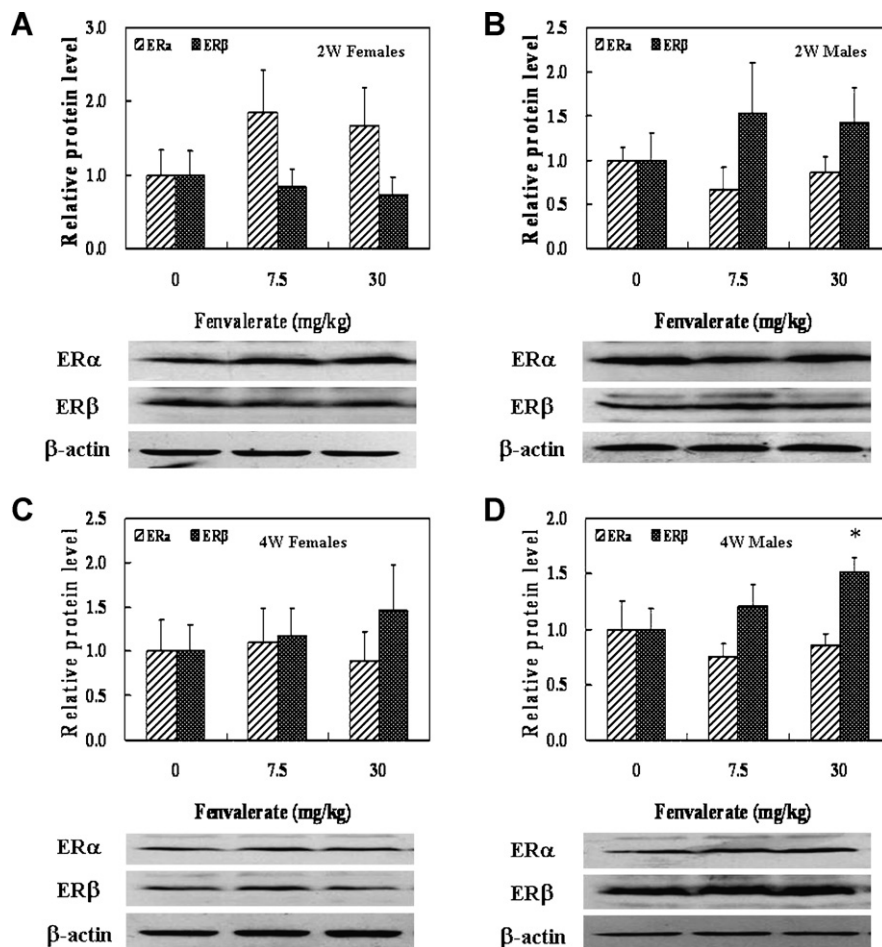 A
Relative protein level
3.0
2.0
1.0
0.0
ERa ERβ
2W Females
0 7.5 30
Fenvalerate (mg/kg)
ERα
ERβ
β-actin
B
Relative protein level
2.5
2.0
1.5
1.0
0.5
0.0
ERa ERβ
2W Males
0 7.5 30
Fenvalerate (mg/kg)
ERα
ERβ
β-actin
C
Relative protein level
2.5
2.0
1.5
1.0
0.5
0.0
ERa ERβ
4W Females
0 7.5 30
Fenvalerate (mg/kg)
ERα
ERβ
β-actin
D
Relative protein level
2.0
1.5
1.0
0.5
0.0
ERa ERβ
4W Males
*
0 7.5 30
Fenvalerate (mg/kg)
ERα
ERβ
β-actin